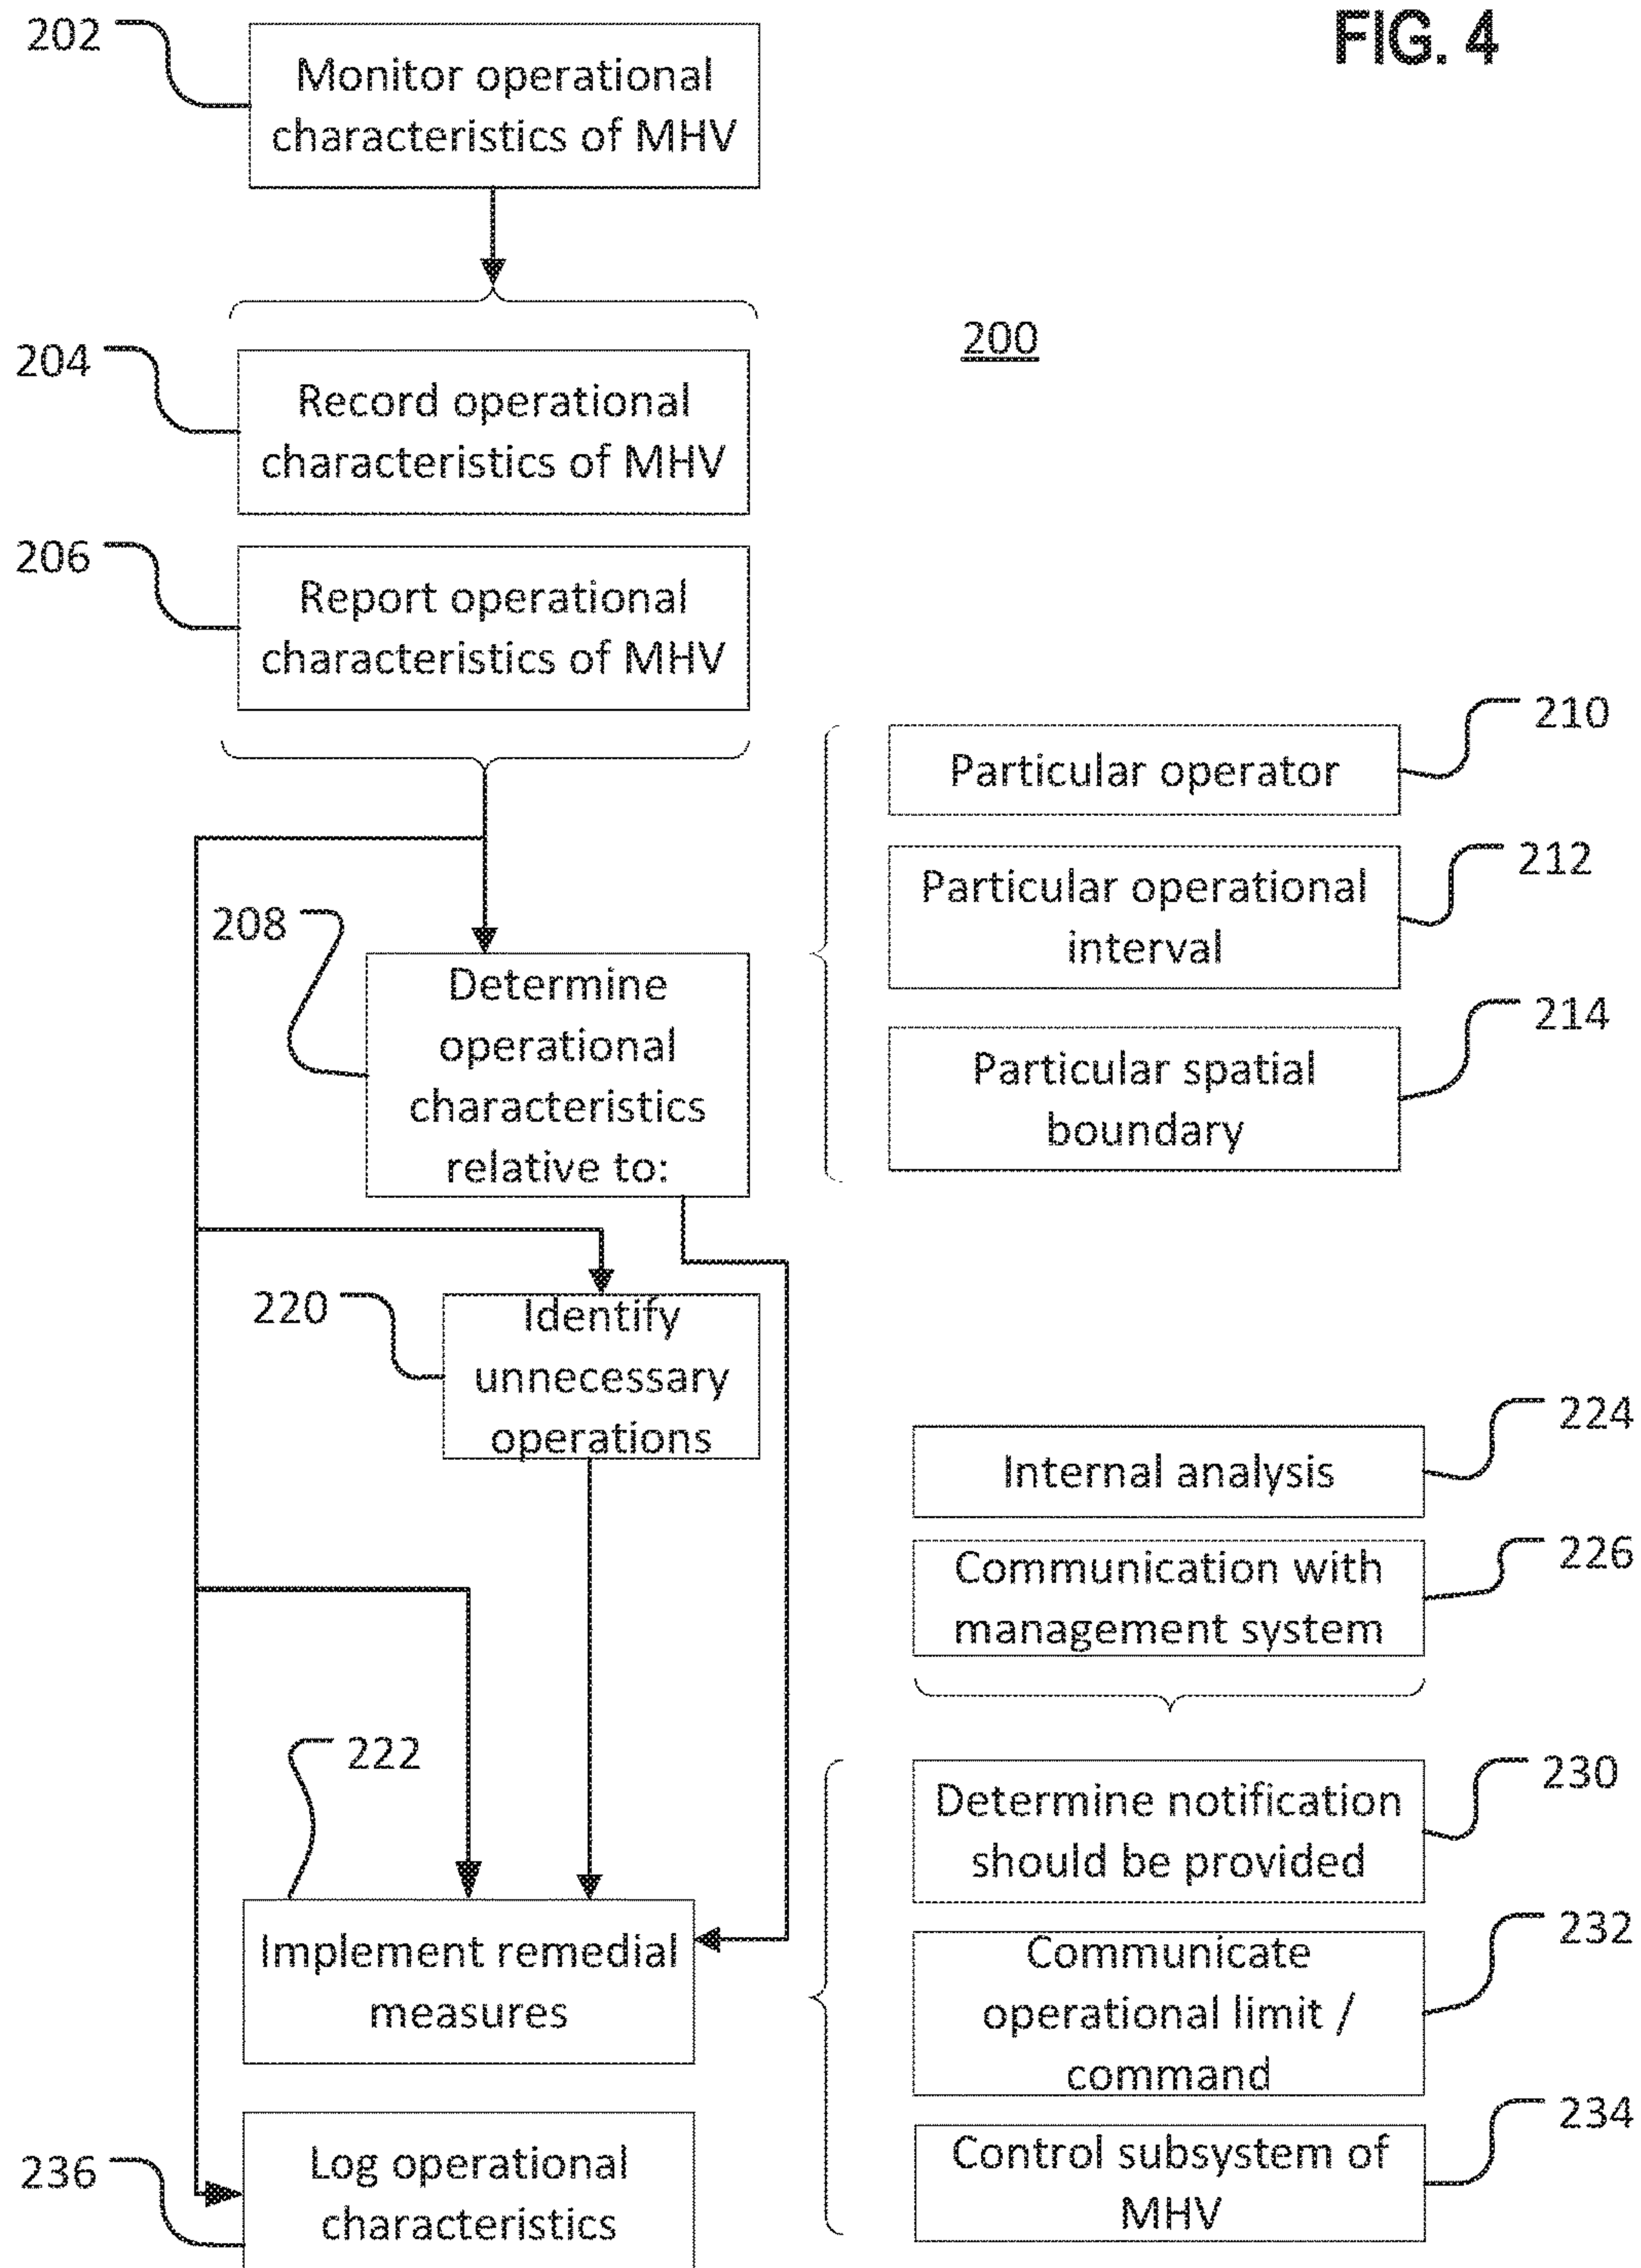 FIG. 4
202
Monitor operational
characteristics of MHV
200
204
Record operational
characteristics of MHV
206
Report operational
characteristics of MHV
210
Particular operator
212
Particular operational
interval
208
Determine
operational
characteristics
relative to:
214
Particular spatial
boundary
220
Identify
unnecessary
operations
224
Internal analysis
226
Communication with
management system
222
Implement remedial
measures
230
Determine notification
should be provided
232
Communicate
operational limit /
command
234
Control subsystem of
MHV
236
Log operational
characteristics